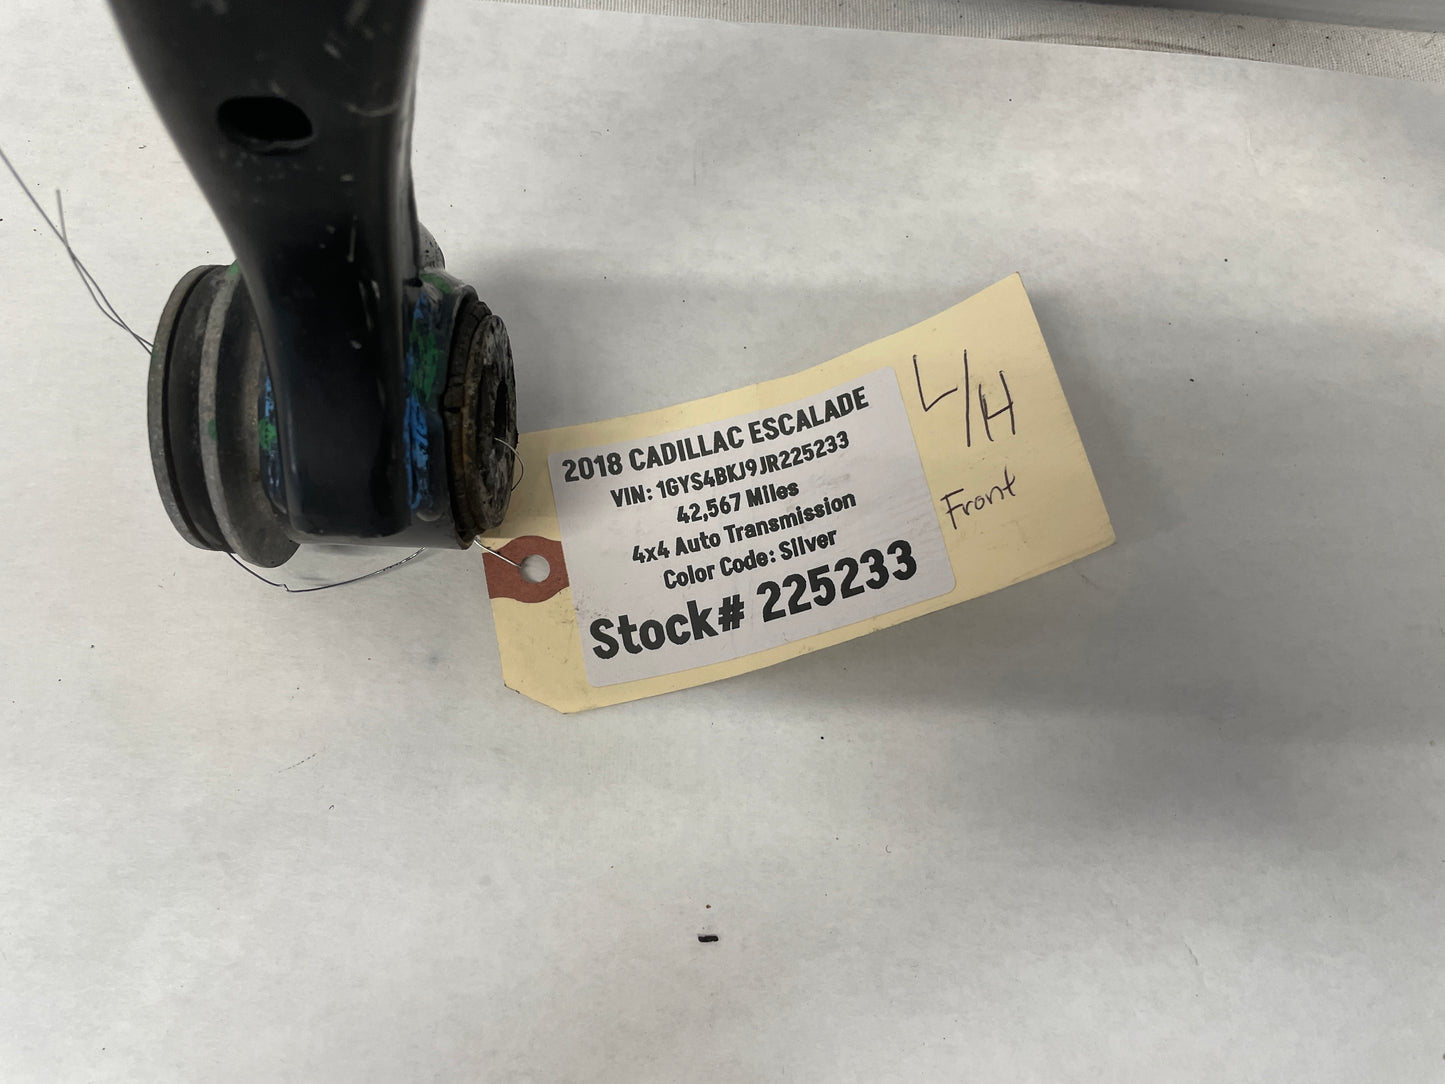 2018 CADILLAC ESCALADE
VIN: 1GYS4BKJ9JR225233
42,567 Miles
4x4 Auto Transmission
Color Code: Silver
Stock# 225233
L/H
Front